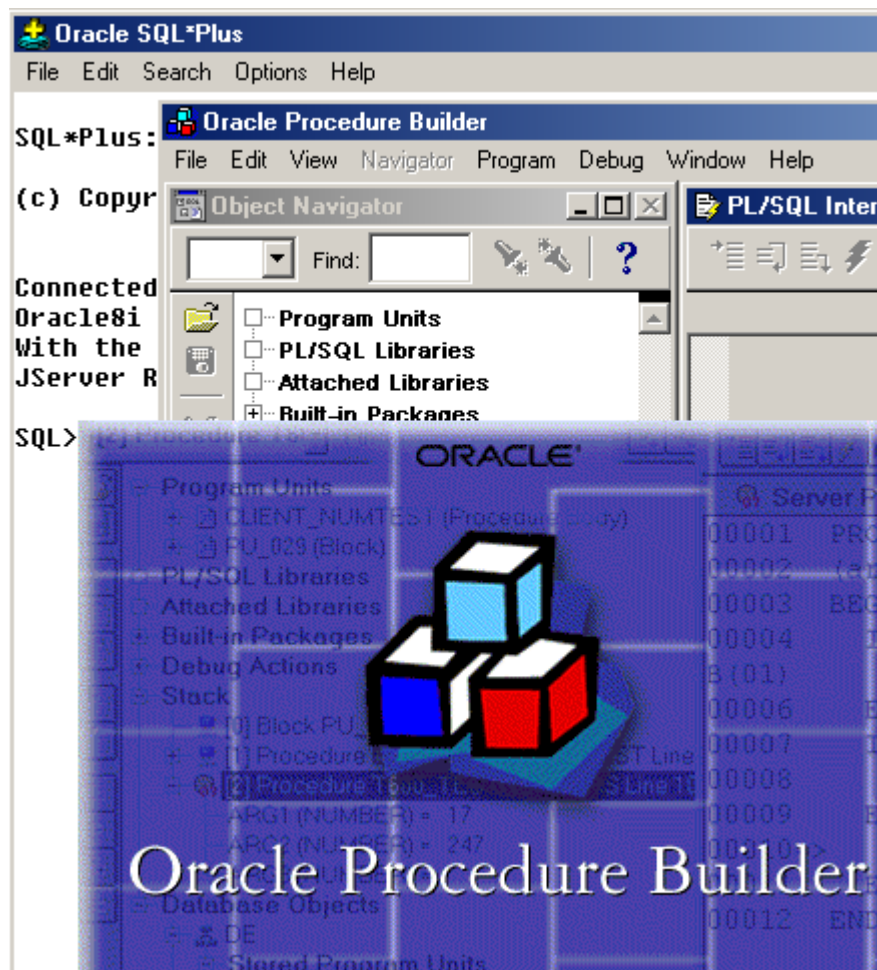 Oracle SQL*Plus
File Edit Search Options Help
SQL*Plus:
(c) Copyr
Connected
Oracle8i
With the
JServer R
SQL>
Oracle Procedure Builder
File Edit View Navigator Program Debug Window Help
Object Navigator
Find:
Program Units
PL/SQL Libraries
Attached Libraries
Built-in Packages
PL/SQL Inter
ORACLE
Program Units
CLIENT_NUMTEST (Procedure Body)
PU_029 (Block)
PL/SQL Libraries
Attached Libraries
Built-in Packages
Debug Actions
Stack
[0] Block PU_
[1] Procedure
ST Line
[2] Procedure
S Line
ARG1 (NUMBER) = 17
ARG2 (NUMBER) = 247
Database Objects
DE
Stored Program Units
Server P
00001 PRO
00002
00003 BEG
00004 I
B(01)
00006 E
00007 I
00008
00009 E
00010 >
00012 END
Oracle Procedure Builder